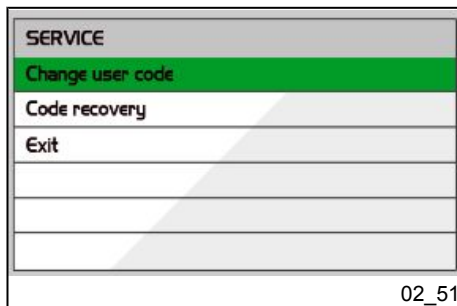 SERVICE
Change user code
Code recovery
Exit
02_51